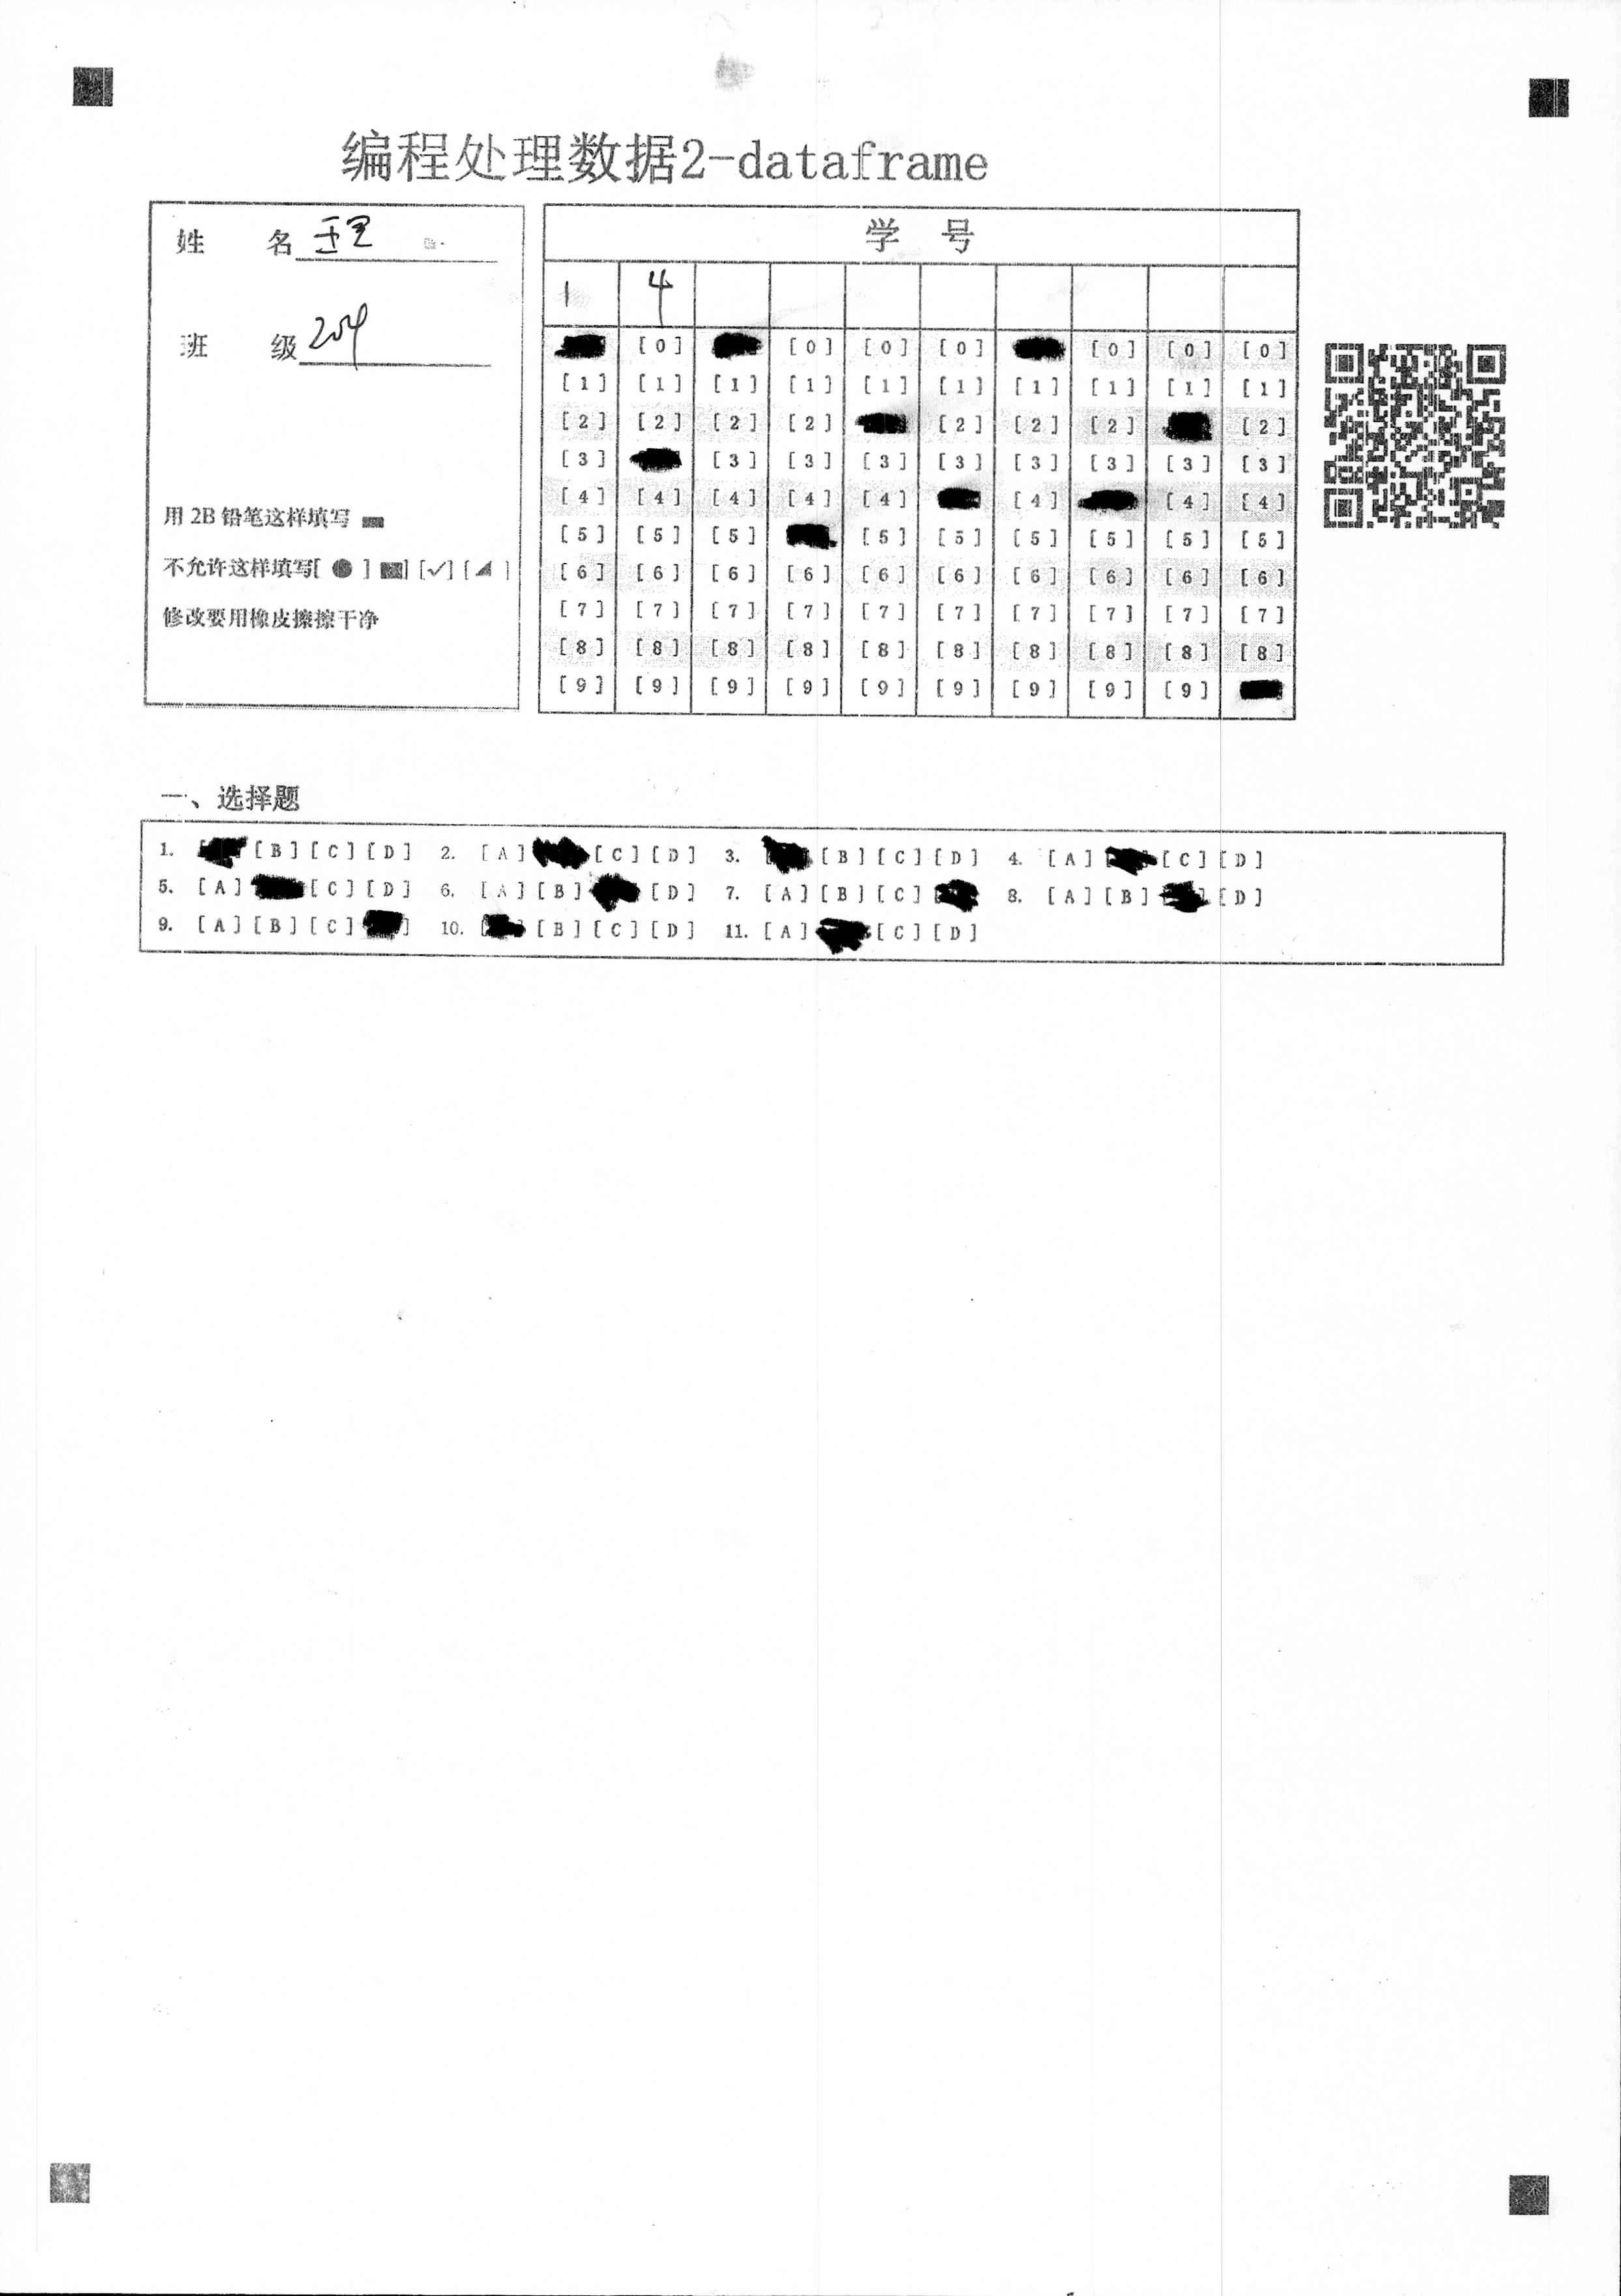 编程处理数据2-dataframe
姓 名
班 级 204
用 2B 铅笔这样填写
不允许这样填写[ ● ] [■] [✓] [◢ ]
修改要用橡皮擦擦干净
学 号
1 4
[0] [0] [0] [0] [0] [0] [0]
[1] [1] [1] [1] [1] [1] [1] [1] [1] [1]
[2] [2] [2] [2] [2] [2] [2] [2]
[3] [3] [3] [3] [3] [3] [3] [3] [3]
[4] [4] [4] [4] [4] [4] [4] [4]
[5] [5] [5] [5] [5] [5] [5] [5] [5]
[6] [6] [6] [6] [6] [6] [6] [6] [6] [6]
[7] [7] [7] [7] [7] [7] [7] [7] [7] [7]
[8] [8] [8] [8] [8] [8] [8] [8] [8] [8]
[9] [9] [9] [9] [9] [9] [9] [9] [9]
一、选择题
1. [B] [C] [D] 2. [A] [C] [D] 3. [B] [C] [D] 4. [A] [C] [D]
5. [A] [C] [D] 6. [A] [B] [D] 7. [A] [B] [C] 8. [A] [B] [D]
9. [A] [B] [C] 10. [B] [C] [D] 11. [A] [C] [D]